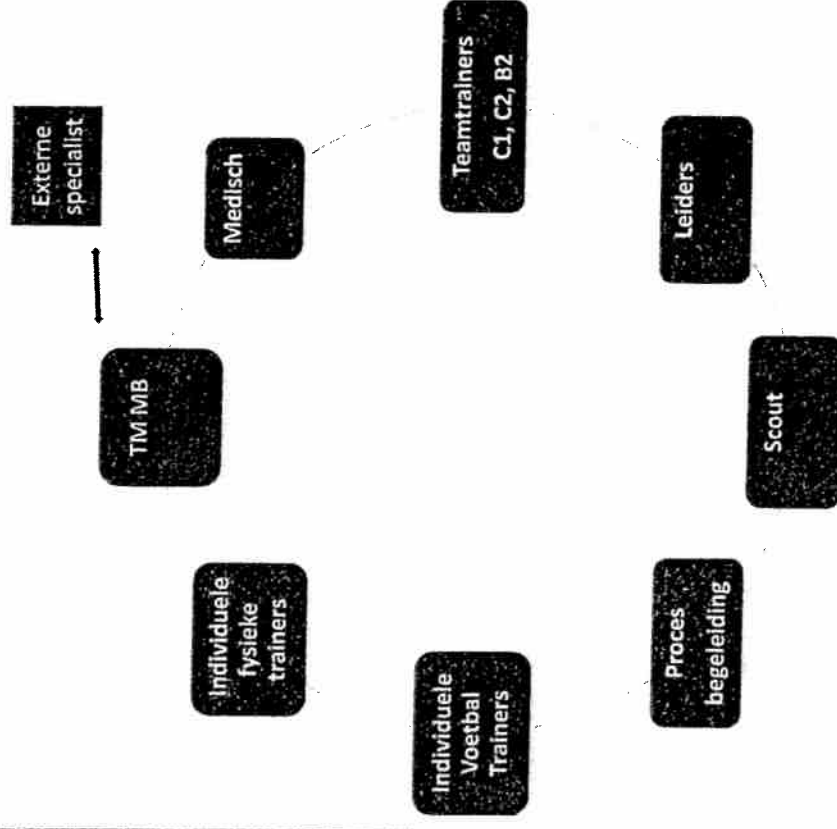 Externe
specialist
TM MB
Individuele
fysieke
trainers
Medisch
Individuele
Voetbal
Trainers
Teamtrainers
C1, C2, B2
Proces
begeleiding
Leiders
Scout